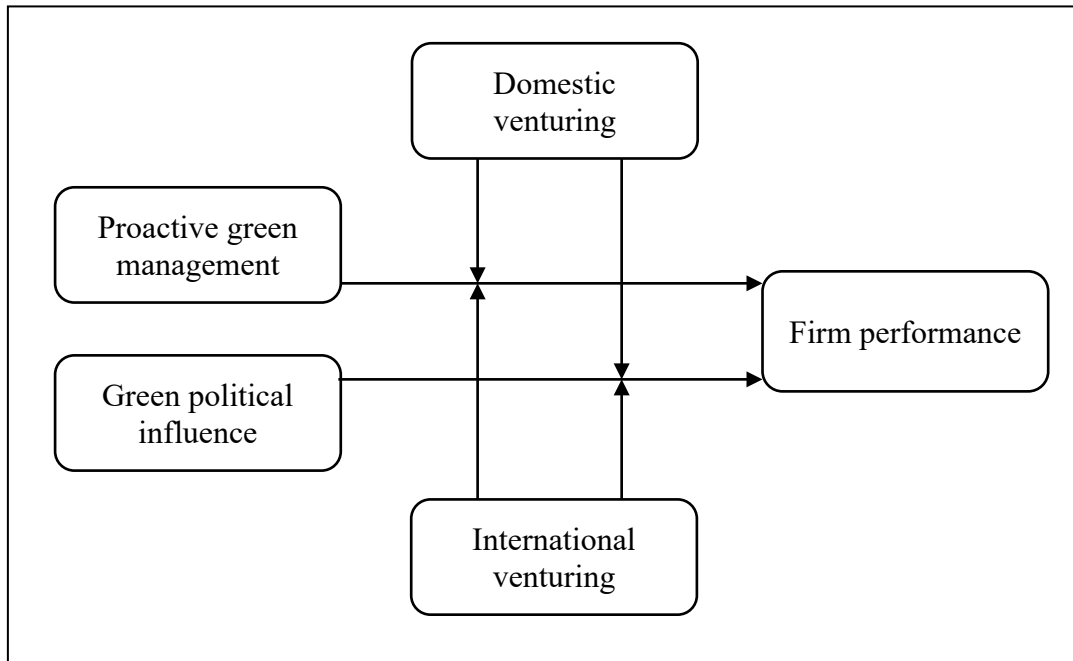 Domestic
venturing
Proactive green
management
Firm performance
Green political
influence
International
venturing